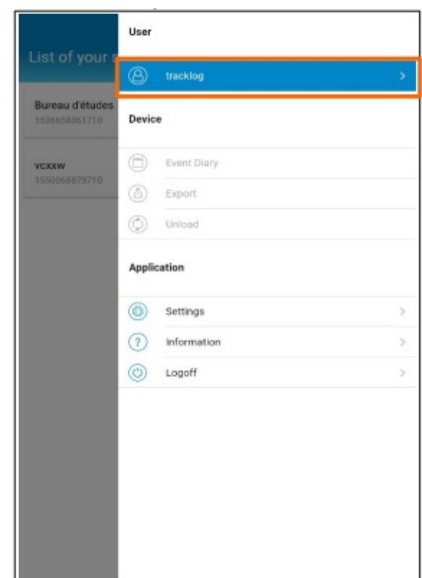 List of your
Bureau d'études
1536658361710
vcxxw
1550068879710
User
tracklog
Device
Event Diary
Export
Unload
Application
Settings
?
Information
Logoff